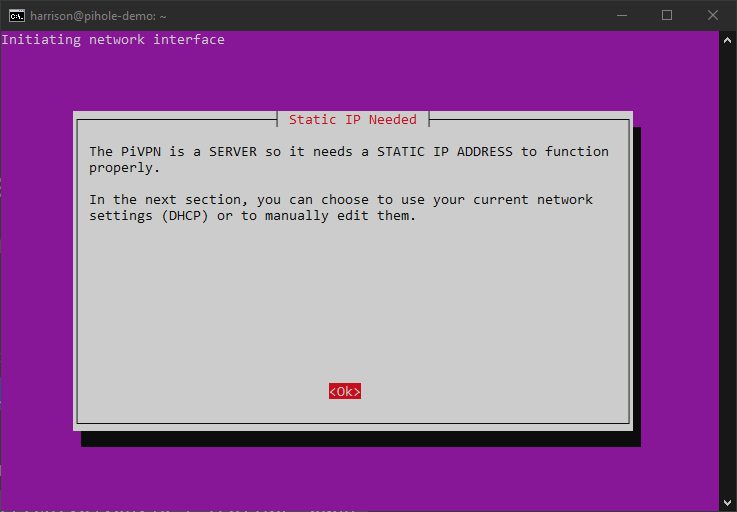 harrison@pihole-demo: ~
Initiating network interface
Static IP Needed
The PiVPN is a SERVER so it needs a STATIC IP ADDRESS to function
properly.
In the next section, you can choose to use your current network
settings (DHCP) or to manually edit them.
<Ok>